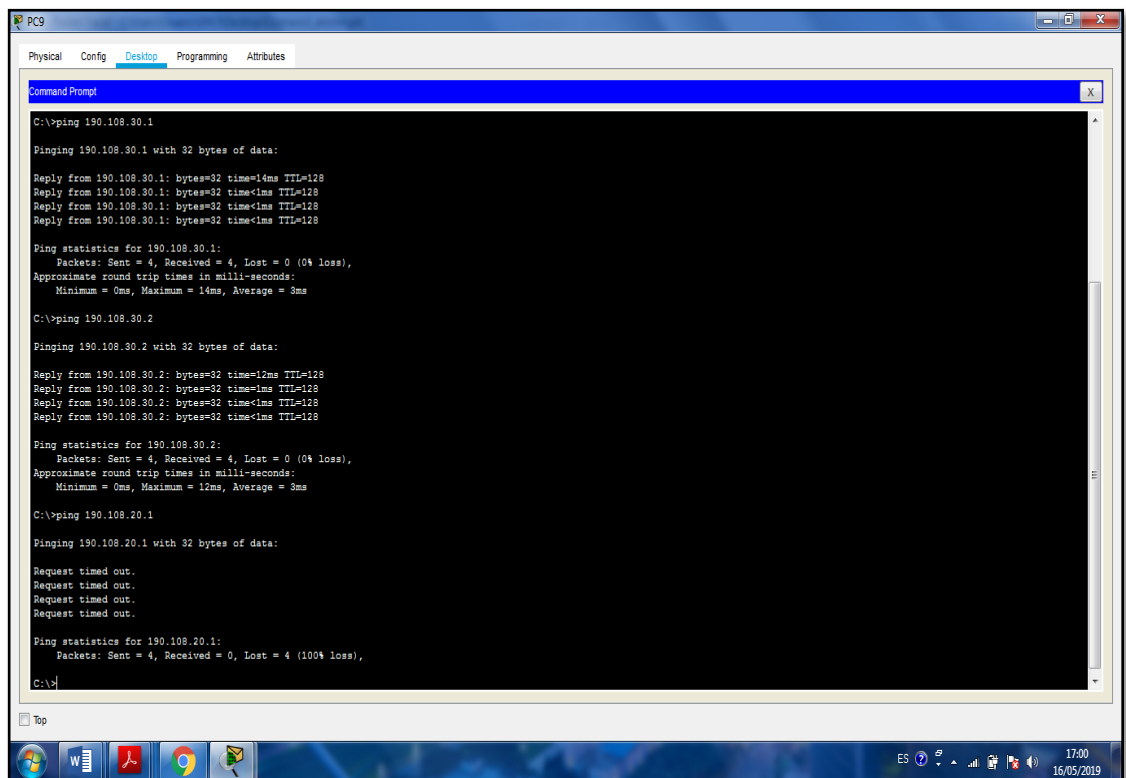 PC9
Physical Config Desktop Programming Attributes
Command Prompt X
C:\>ping 190.108.30.1
Pinging 190.108.30.1 with 32 bytes of data:
Reply from 190.108.30.1: bytes=32 time=14ms TTL=128
Reply from 190.108.30.1: bytes=32 time<1ms TTL=128
Reply from 190.108.30.1: bytes=32 time<1ms TTL=128
Reply from 190.108.30.1: bytes=32 time<1ms TTL=128
Ping statistics for 190.108.30.1:
Packets: Sent = 4, Received = 4, Lost = 0 (0% loss),
Approximate round trip times in milli-seconds:
Minimum = 0ms, Maximum = 14ms, Average = 3ms
C:\>ping 190.108.30.2
Pinging 190.108.30.2 with 32 bytes of data:
Reply from 190.108.30.2: bytes=32 time=12ms TTL=128
Reply from 190.108.30.2: bytes=32 time=1ms TTL=128
Reply from 190.108.30.2: bytes=32 time<1ms TTL=128
Reply from 190.108.30.2: bytes=32 time<1ms TTL=128
Ping statistics for 190.108.30.2:
Packets: Sent = 4, Received = 4, Lost = 0 (0% loss),
Approximate round trip times in milli-seconds:
Minimum = 0ms, Maximum = 12ms, Average = 3ms
C:\>ping 190.108.20.1
Pinging 190.108.20.1 with 32 bytes of data:
Request timed out.
Request timed out.
Request timed out.
Request timed out.
Ping statistics for 190.108.20.1:
Packets: Sent = 4, Received = 0, Lost = 4 (100% loss),
C:\>
Top
W ES 17:00
16/05/2019